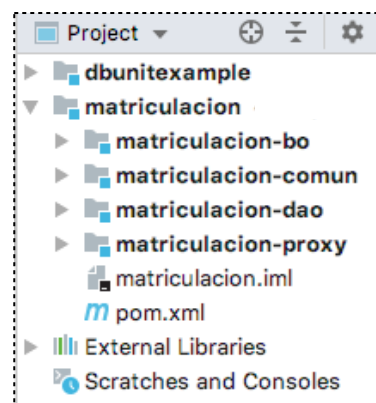 Project
dbunitexample
matriculacion
matriculacion-bo
matriculacion-comun
matriculacion-dao
matriculacion-proxy
matriculacion.iml
m pom.xml
External Libraries
Scratches and Consoles